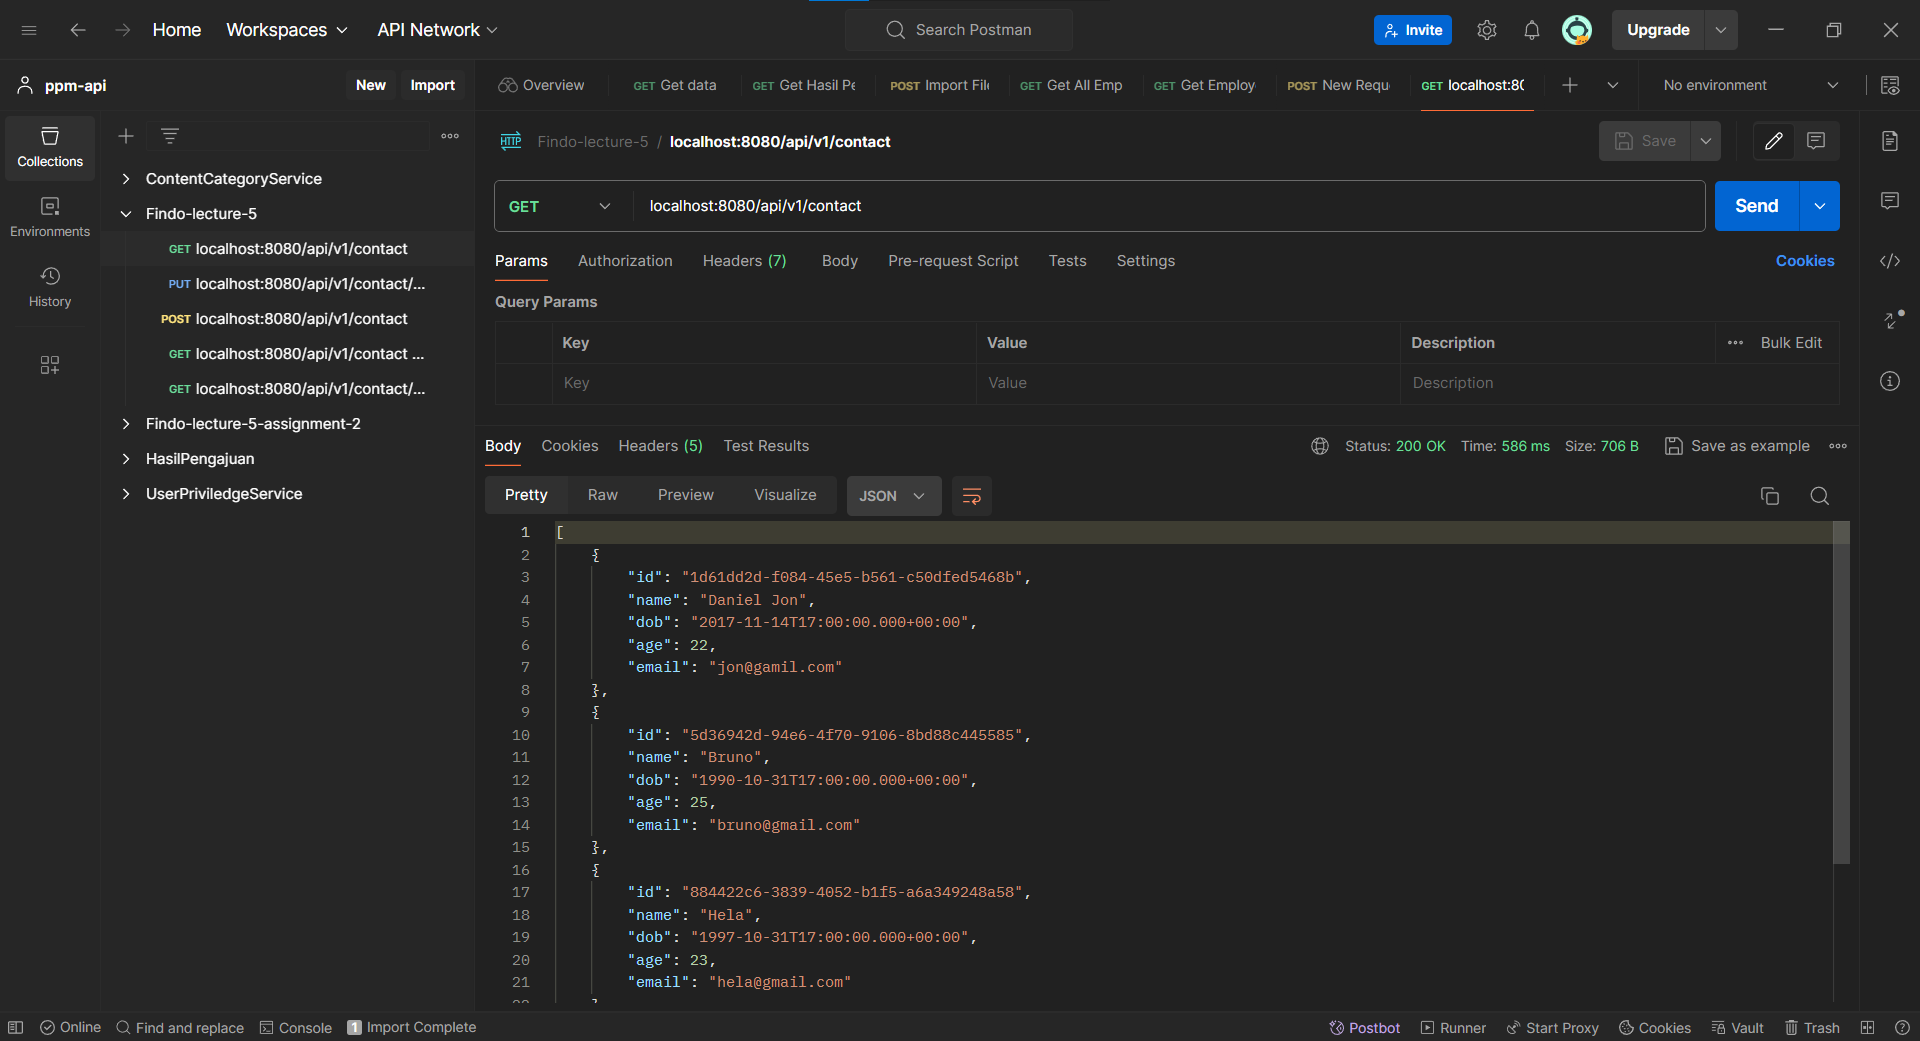 Home
Workspaces
API Network
Search Postman
Invite
Upgrade
ppm-api
New
Import
Overview
GET Get data
GET Get Hasil Pe
POST Import File
GET Get All Emp
GET Get Employ
POST New Requ
GET localhost:80
No environment
Collections
Environments
History
ContentCategoryService
Findo-lecture-5
GET localhost:8080/api/v1/contact
PUT localhost:8080/api/v1/contact/...
POST localhost:8080/api/v1/contact
GET localhost:8080/api/v1/contact ...
GET localhost:8080/api/v1/contact/...
Findo-lecture-5-assignment-2
HasilPengajuan
UserPriviledgeService
HTTP Findo-lecture-5 / localhost:8080/api/v1/contact
Save
GET localhost:8080/api/v1/contact
Send
Params Authorization Headers (7) Body Pre-request Script Tests Settings Cookies
Query Params
Key Value Description Bulk Edit
Key Value Description
Body Cookies Headers (5) Test Results Status: 200 OK Time: 586 ms Size: 706 B Save as example
Pretty Raw Preview Visualize JSON
1 [
2 {
3 "id": "1d61dd2d-f084-45e5-b561-c50dfed5468b",
4 "name": "Daniel Jon",
5 "dob": "2017-11-14T17:00:00.000+00:00",
6 "age": 22,
7 "email": "jon@gamil.com"
8 },
9 {
10 "id": "5d36942d-94e6-4f70-9106-8bd88c445585",
11 "name": "Bruno",
12 "dob": "1990-10-31T17:00:00.000+00:00",
13 "age": 25,
14 "email": "bruno@gmail.com"
15 },
16 {
17 "id": "884422c6-3839-4052-b1f5-a6a349248a58",
18 "name": "Hela",
19 "dob": "1997-10-31T17:00:00.000+00:00",
20 "age": 23,
21 "email": "hela@gmail.com"
Online Find and replace Console 1 Import Complete Postbot Runner Start Proxy Cookies Vault Trash